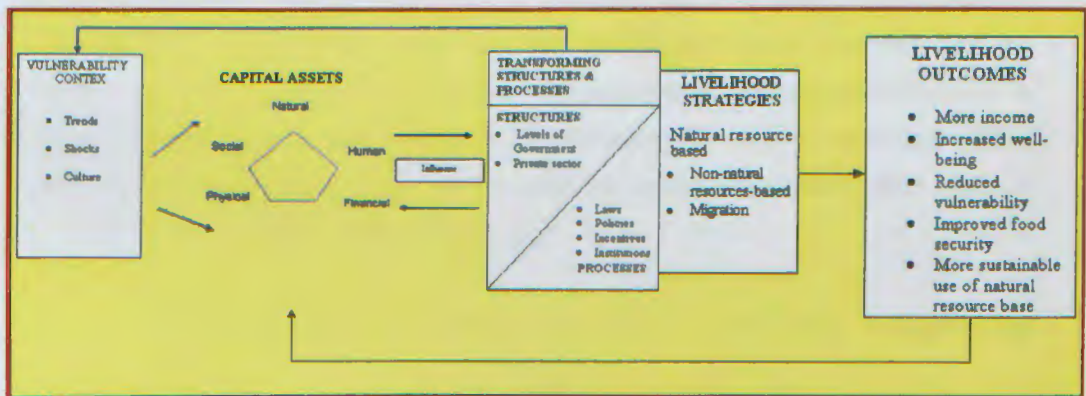 VULNERABILITY
CONTEX
Trends
Shocks
Culture
CAPITAL ASSETS
Natural
Social
Human
Physical
Financial
Influence
TRANSFORMING
STRUCTURES &
PROCESSES
STRUCTURES
Levels of
Government
Private sector
Laws
Policies
Incentives
Institutions
PROCESSES
LIVELIHOOD
STRATEGIES
Natural resource
based
Non-natural
resources-based
Migration
LIVELIHOOD
OUTCOMES
More income
Increased well-
being
Reduced
vulnerability
Improved food
security
More sustainable
use of natural
resource base